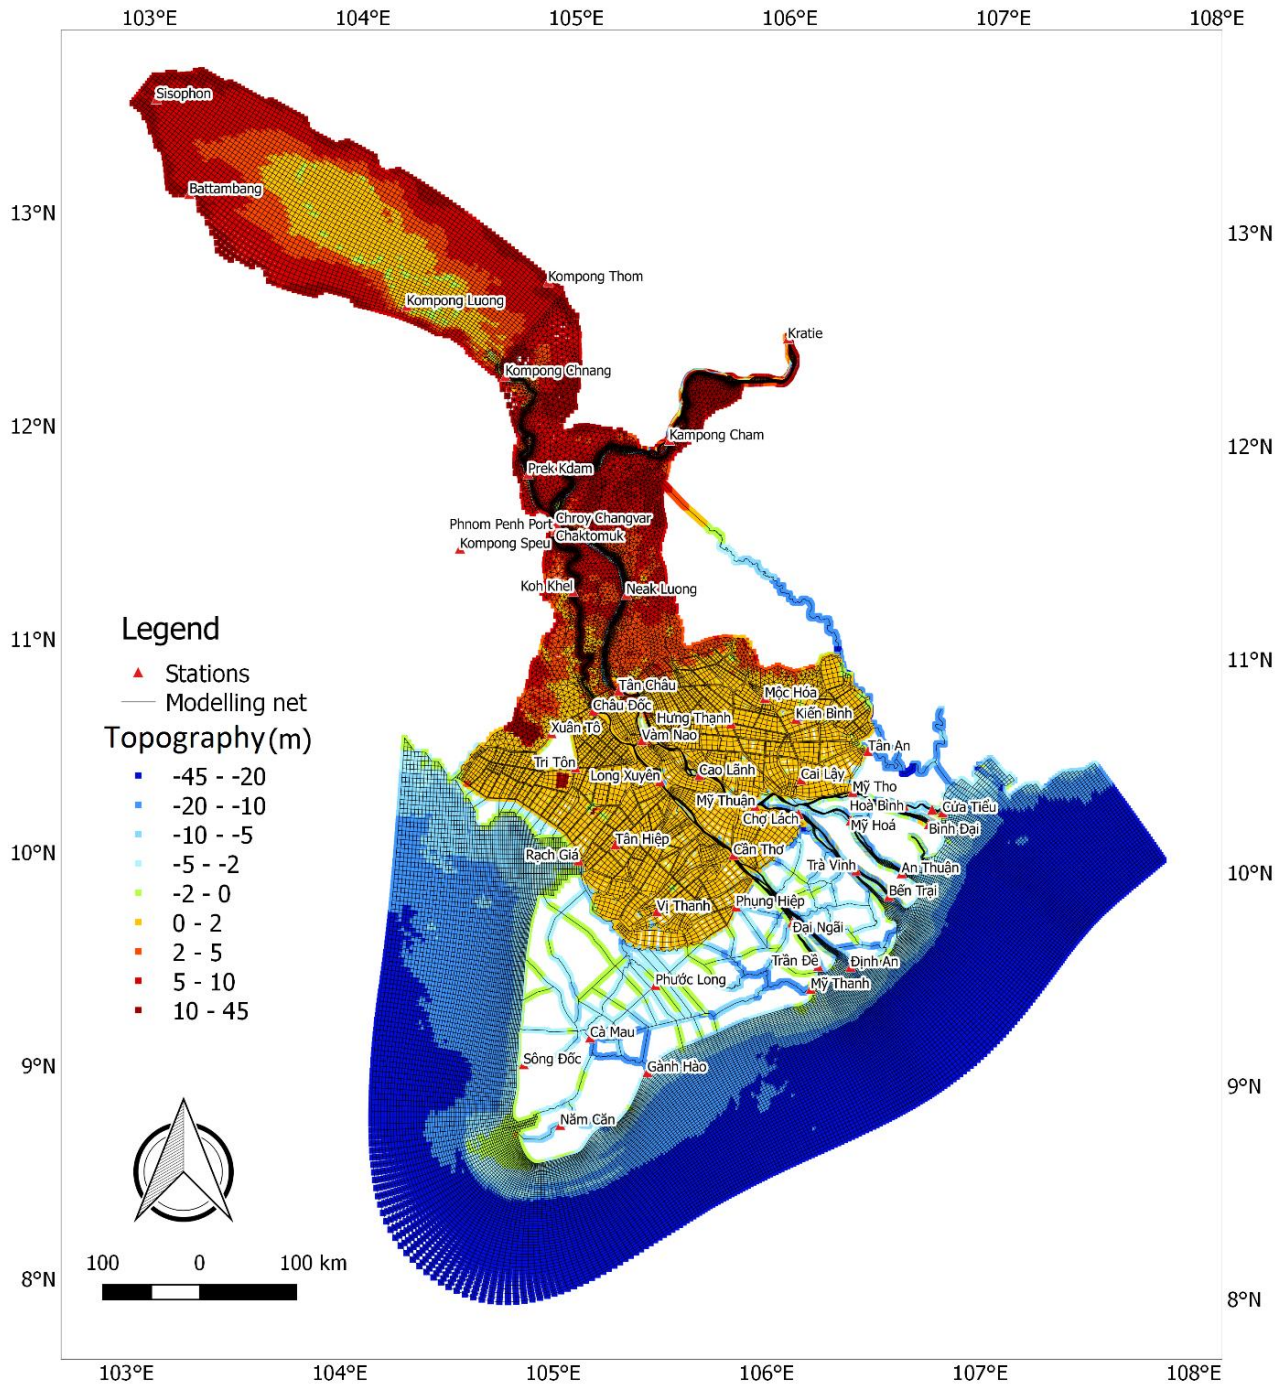 103°E 104°E 105°E 106°E 107°E 108°E
Sisophon
Battambang
13°N
13°N
Kompong Thom
Kompong Luong
Kratie
Kompong Chnang
12°N
Kampong Cham
12°N
Prek Kdam
Chroy Changvar
Phnom Penh Port
Chaktomuk
Kompong Speu
Koh Khel
Neak Luong
11°N
11°N
Legend
Stations
Modelling net
Topography (m)
-45 - -20
-20 - -10
-10 - -5
-5 - -2
-2 - 0
0 - 2
2 - 5
5 - 10
10 - 45
Tân Châu
Mộc Hóa
Châu Đốc
Kiến Bình
Hưng Thạnh
Xuân Tô
Vàm Nao
Tân An
Tri Tôn
Long Xuyên
Cao Lãnh
Cai Lậy
Mỹ Tho
Mỹ Thuận
Hoà Bình
Cửa Tiểu
Chợ Lách
Mỹ Hoá
Bình Đại
Tân Hiệp
10°N
Rạch Giá
Cần Thơ
Trà Vinh
An Thuận
10°N
Bến Trại
Vị Thanh
Phụng Hiệp
Đại Ngãi
Trần Đề
Định An
Phước Long
Mỹ Thanh
Cà Mau
9°N
Sông Đốc
Gành Hào
9°N
Năm Căn
100 0 100 km
8°N
8°N
103°E 104°E 105°E 106°E 107°E 108°E